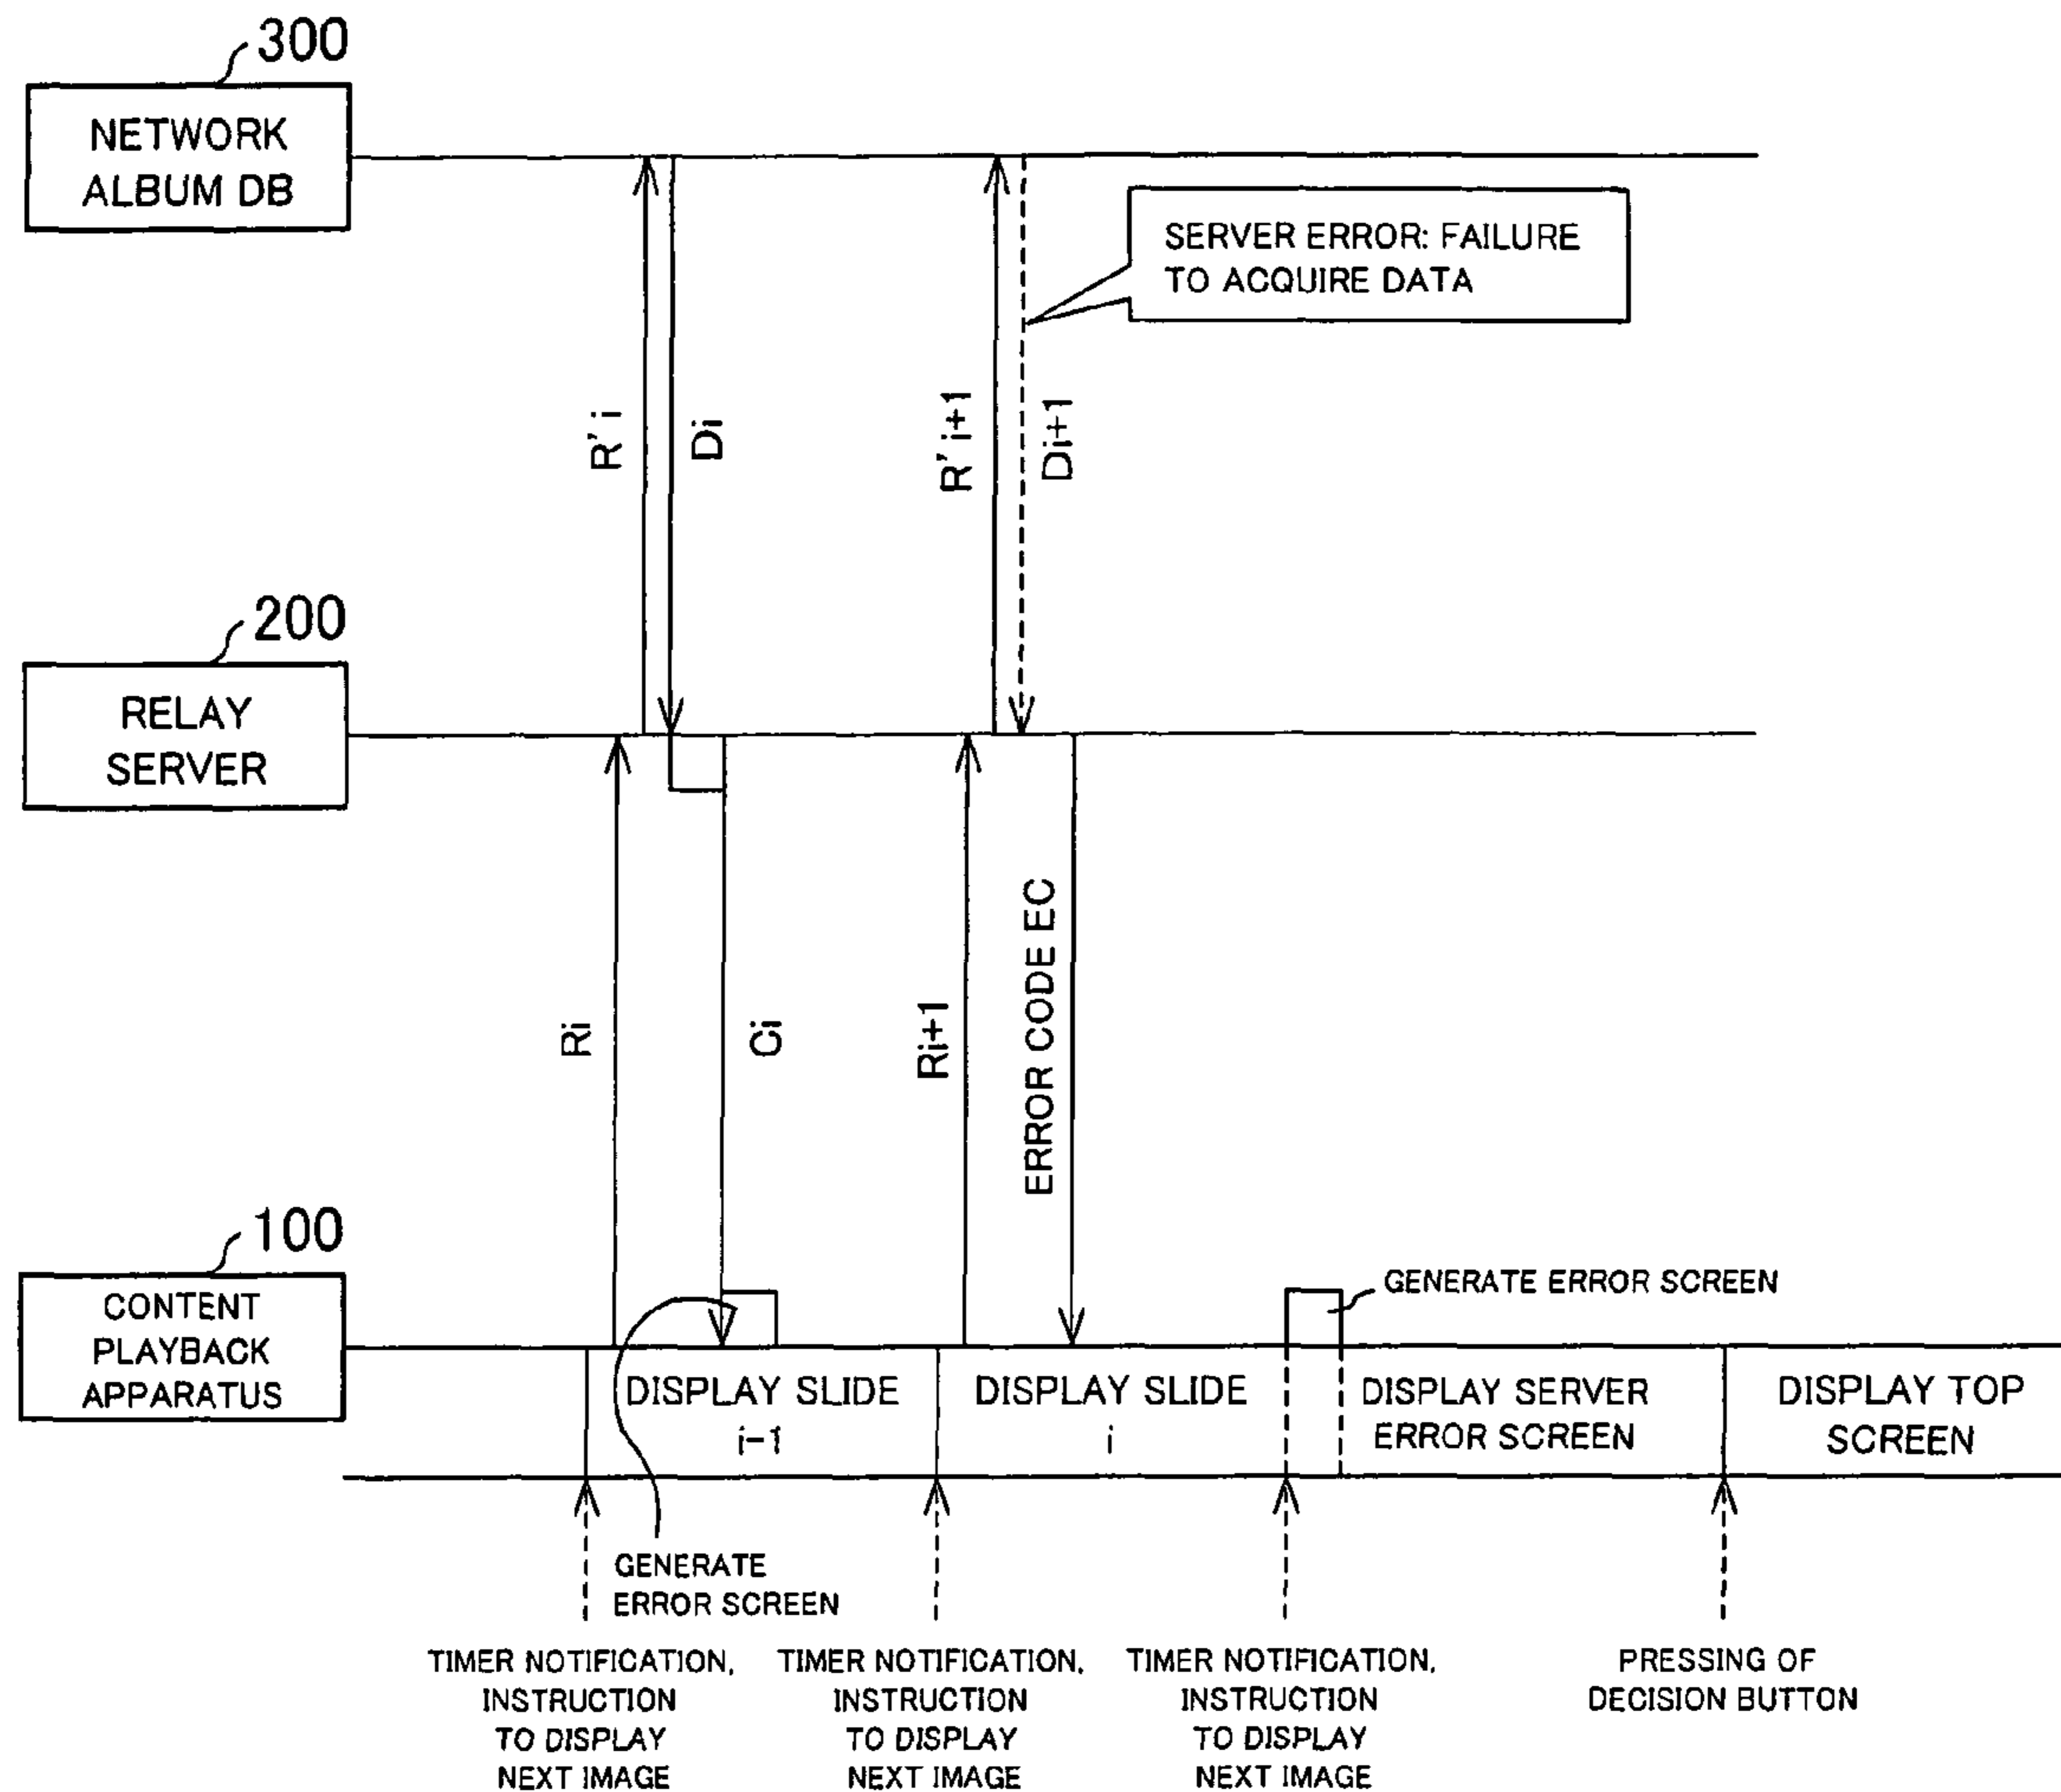 300
NETWORK
ALBUM DB
SERVER ERROR: FAILURE
TO ACQUIRE DATA
R'i
Di
R'i+1
Di+1
200
RELAY
SERVER
Ri
Ci
Ri+1
ERROR CODE EC
100
CONTENT
PLAYBACK
APPARATUS
GENERATE ERROR SCREEN
DISPLAY SLIDE
i-1
DISPLAY SLIDE
i
DISPLAY SERVER
ERROR SCREEN
DISPLAY TOP
SCREEN
GENERATE
ERROR SCREEN
TIMER NOTIFICATION,
INSTRUCTION
TO DISPLAY
NEXT IMAGE
TIMER NOTIFICATION,
INSTRUCTION
TO DISPLAY
NEXT IMAGE
TIMER NOTIFICATION,
INSTRUCTION
TO DISPLAY
NEXT IMAGE
PRESSING OF
DECISION BUTTON